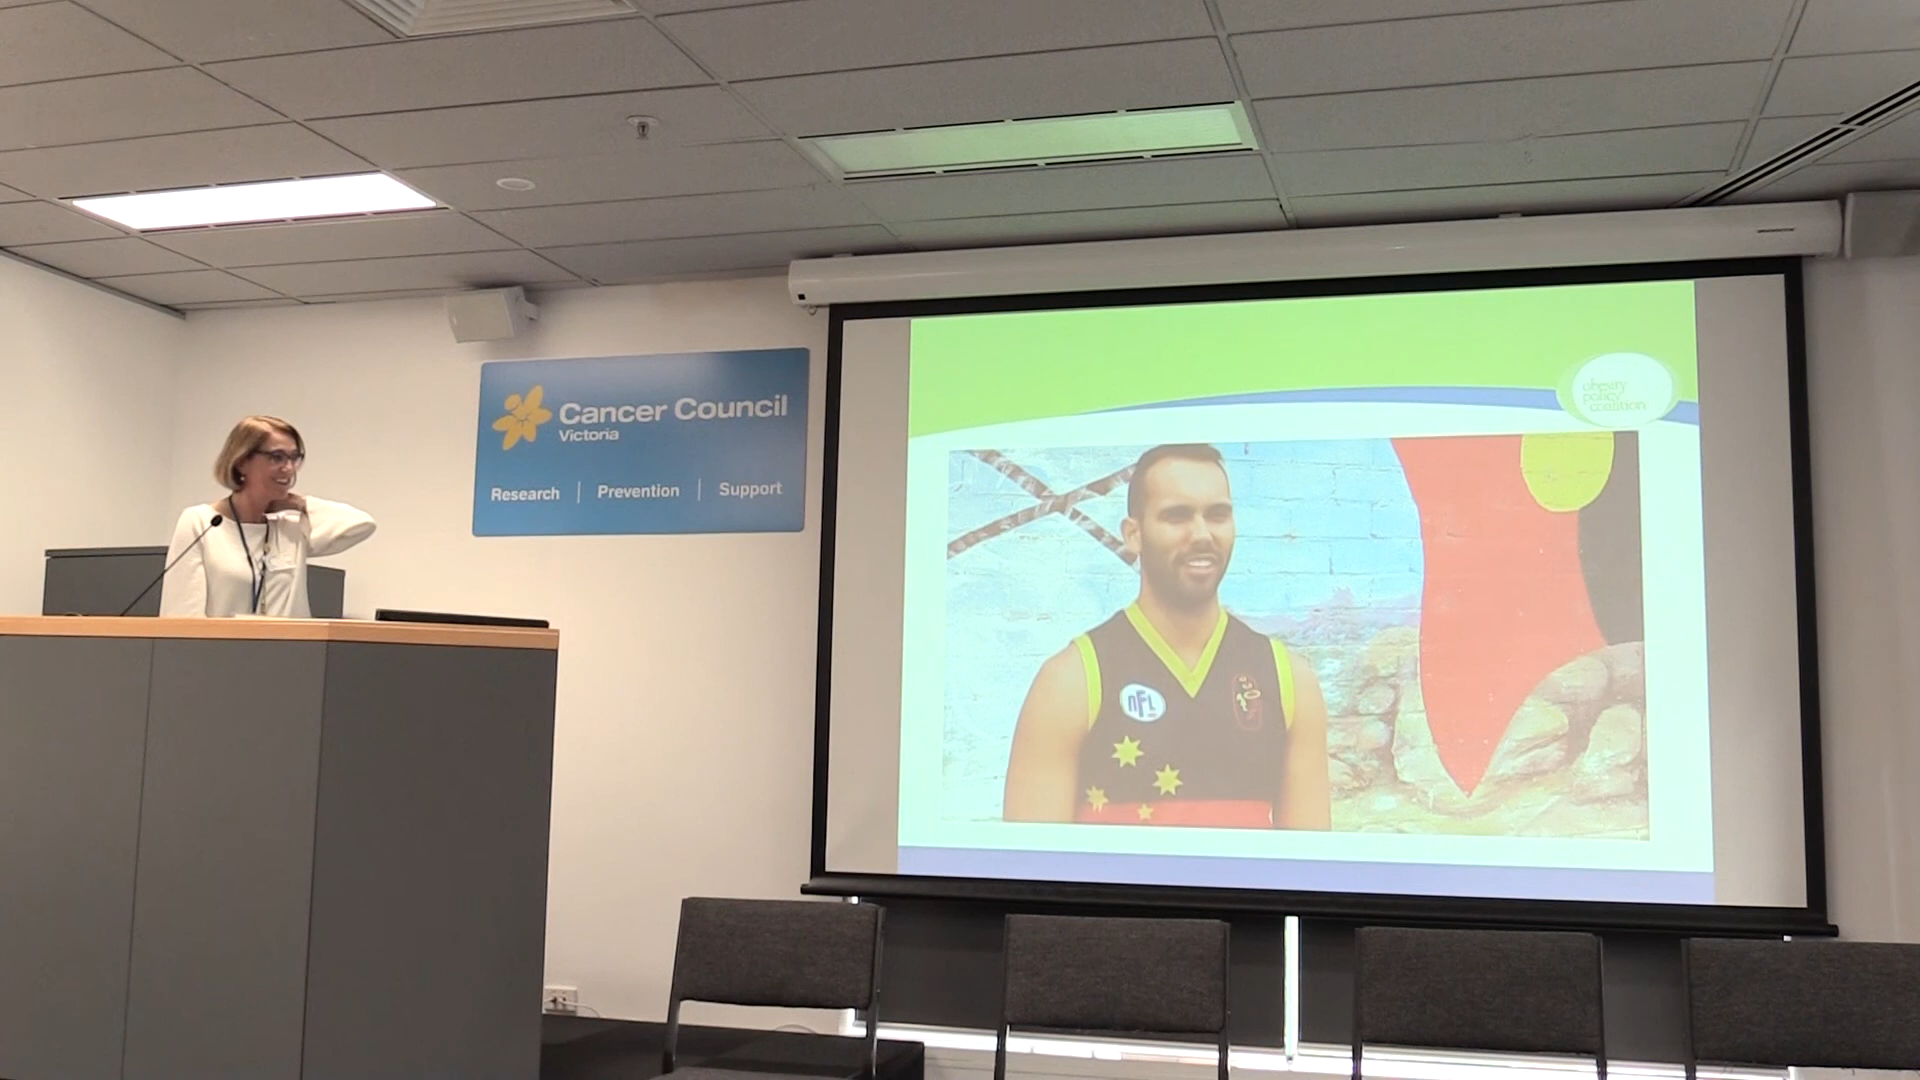 Cancer Council
Victoria
Research | Prevention | Support
obesity
policy
coalition
nFL